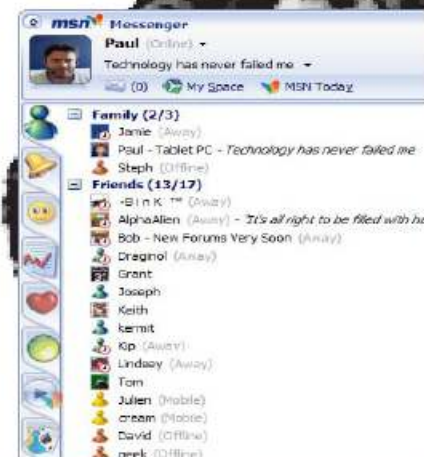 msn Messenger
Paul (Online)
Technology has never failed me
(0) My Space MSN Today
Family (2/3)
Jamie (Away)
Paul - Tablet PC - Technology has never failed me
Steph (Offline)
Friends (13/17)
-B l n K ™ (Away)
AlphaAlien (Away) - 'It's all right to be filled with
Bob - New Forums Very Soon (Away)
Draginol (Away)
Grant
Joseph
Keith
kermit
Kip (Away)
Lindsay (Away)
Tom
Julien (Mobile)
cream (Mobile)
David (Offline)
geek (Offline)